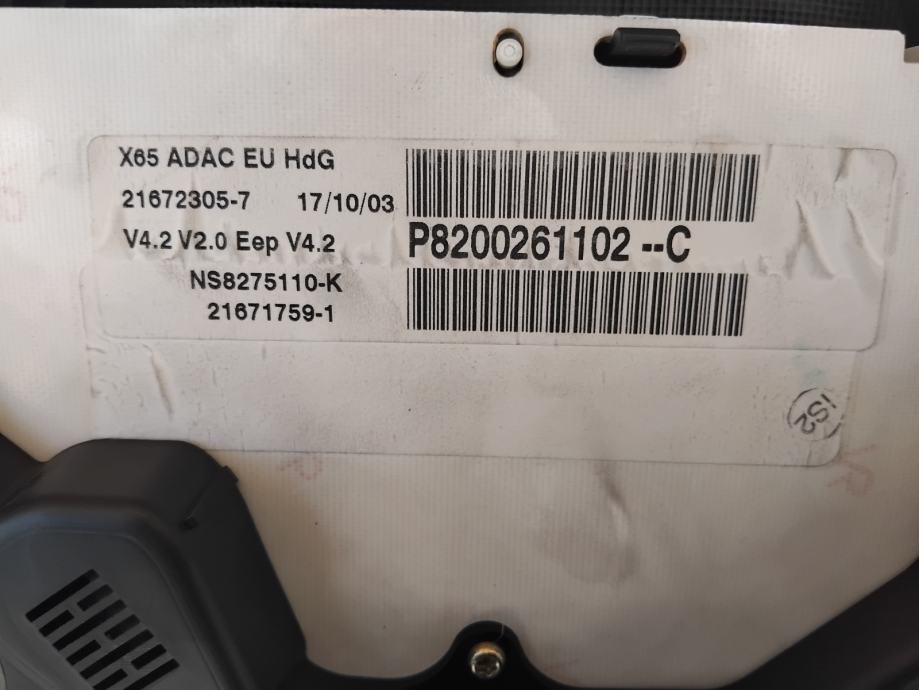 X65 ADAC EU HdG
21672305-7 17/10/03
V4.2 V2.0 Eep V4.2
P8200261102 --C
NS8275110-K
21671759-1
iS2
VR